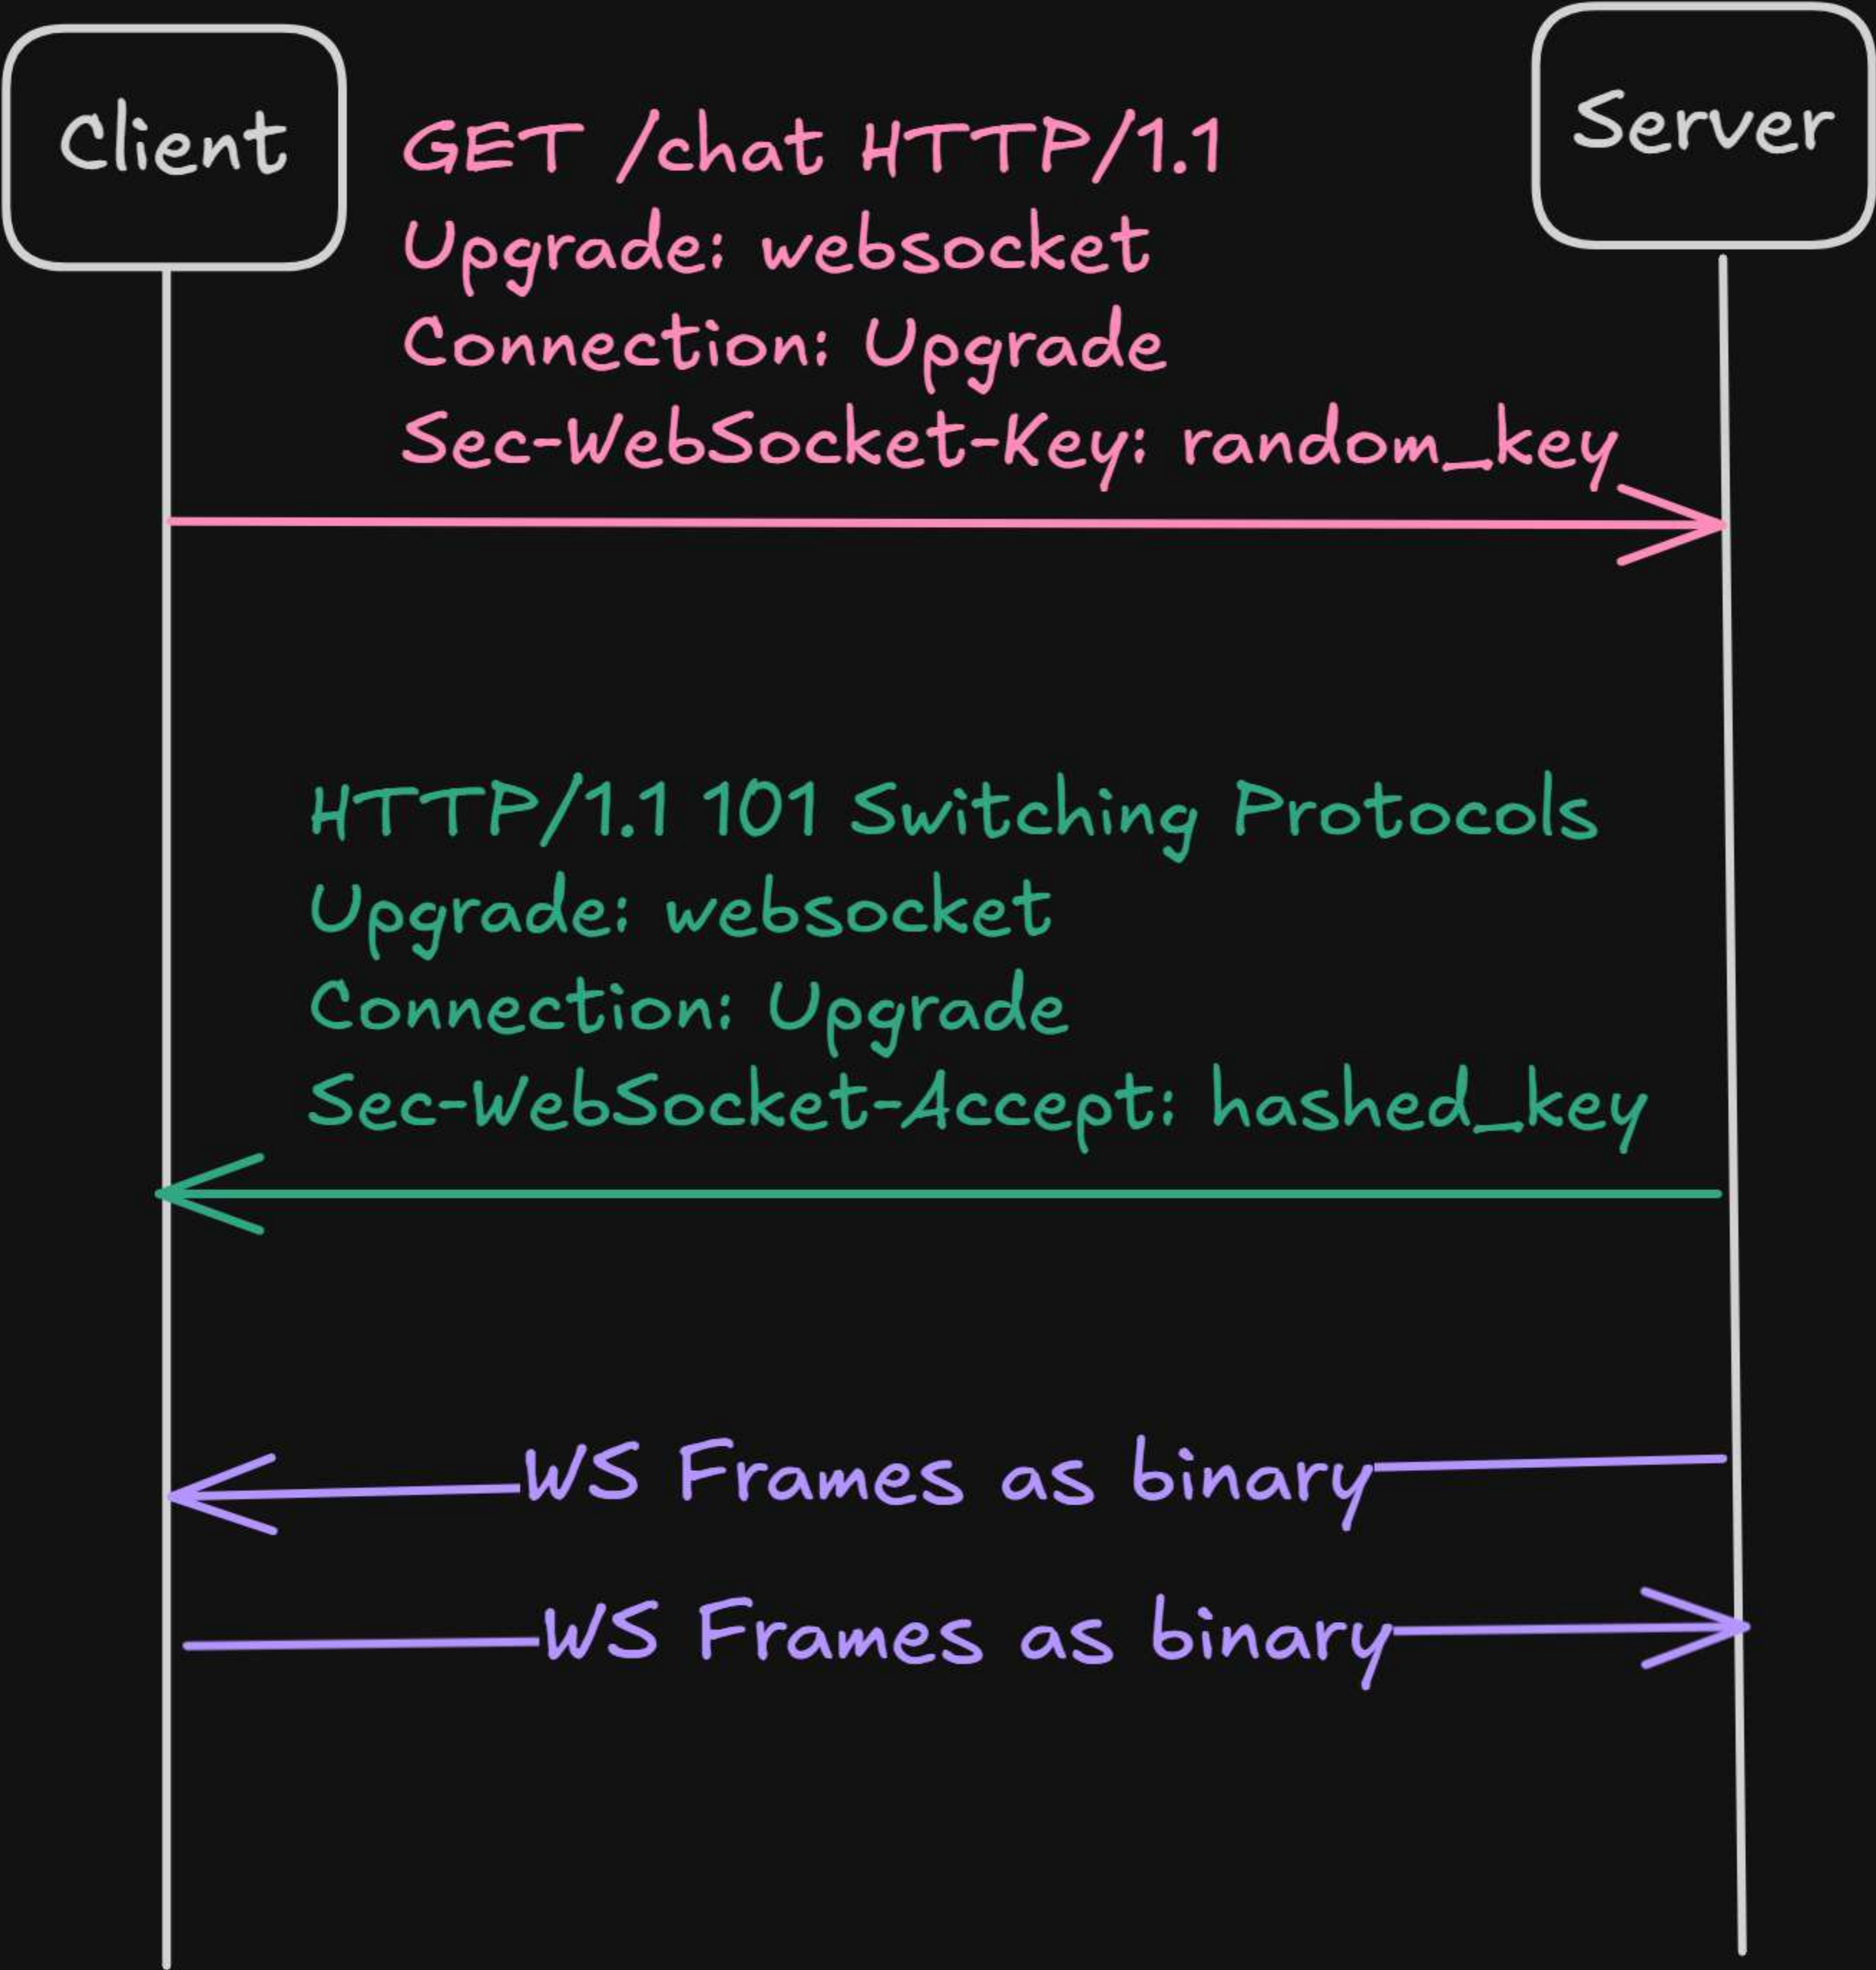 Client
Server
GET /chat HTTP/1.1
Upgrade: websocket
Connection: Upgrade
Sec-WebSocket-Key: random_key
HTTP/1.1 101 Switching Protocols
Upgrade: websocket
Connection: Upgrade
Sec-WebSocket-Accept: hashed_key
WS Frames as binary
WS Frames as binary